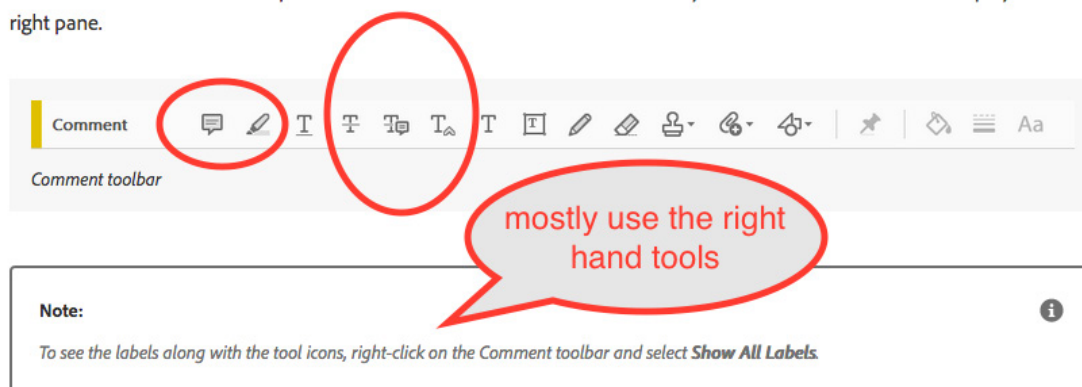 right pane.
Comment T T T T T T Aa
Comment toolbar
mostly use the right
hand tools
Note:
To see the labels along with the tool icons, right-click on the Comment toolbar and select Show All Labels.